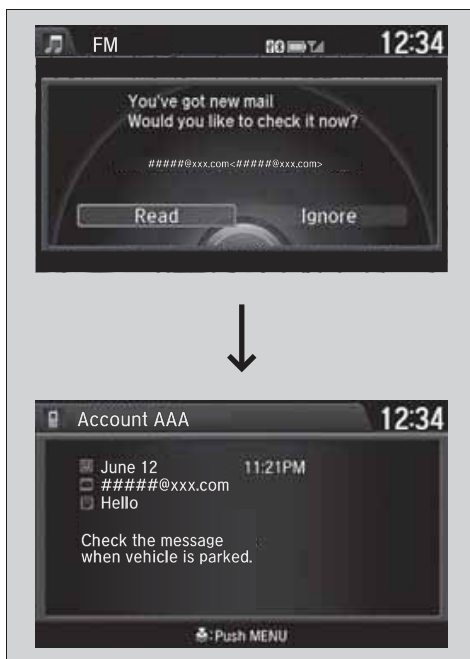 FM 12:34
You've got new mail
Would you like to check it now?
#####@xxx.com<#####@xxx.com>
Read Ignore
Account AAA 12:34
June 12 11:21PM
#####@xxx.com
Hello
Check the message
when vehicle is parked.
: Push MENU